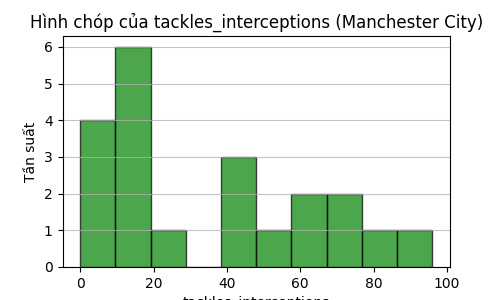 Hình chóp của tackles_interceptions (Manchester City)
Tần suất
6
5
4
3
2
1
0
0 20 40 60 80 100
tackles_interceptions